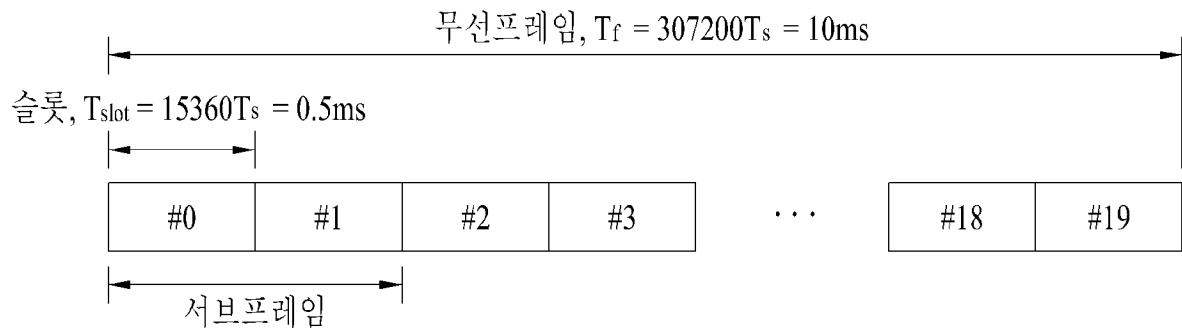 무선프레임, Tf = 307200Ts = 10ms
슬롯, Tslot = 15360Ts = 0.5ms
#0 #1 #2 #3 ··· #18 #19
서브프레임